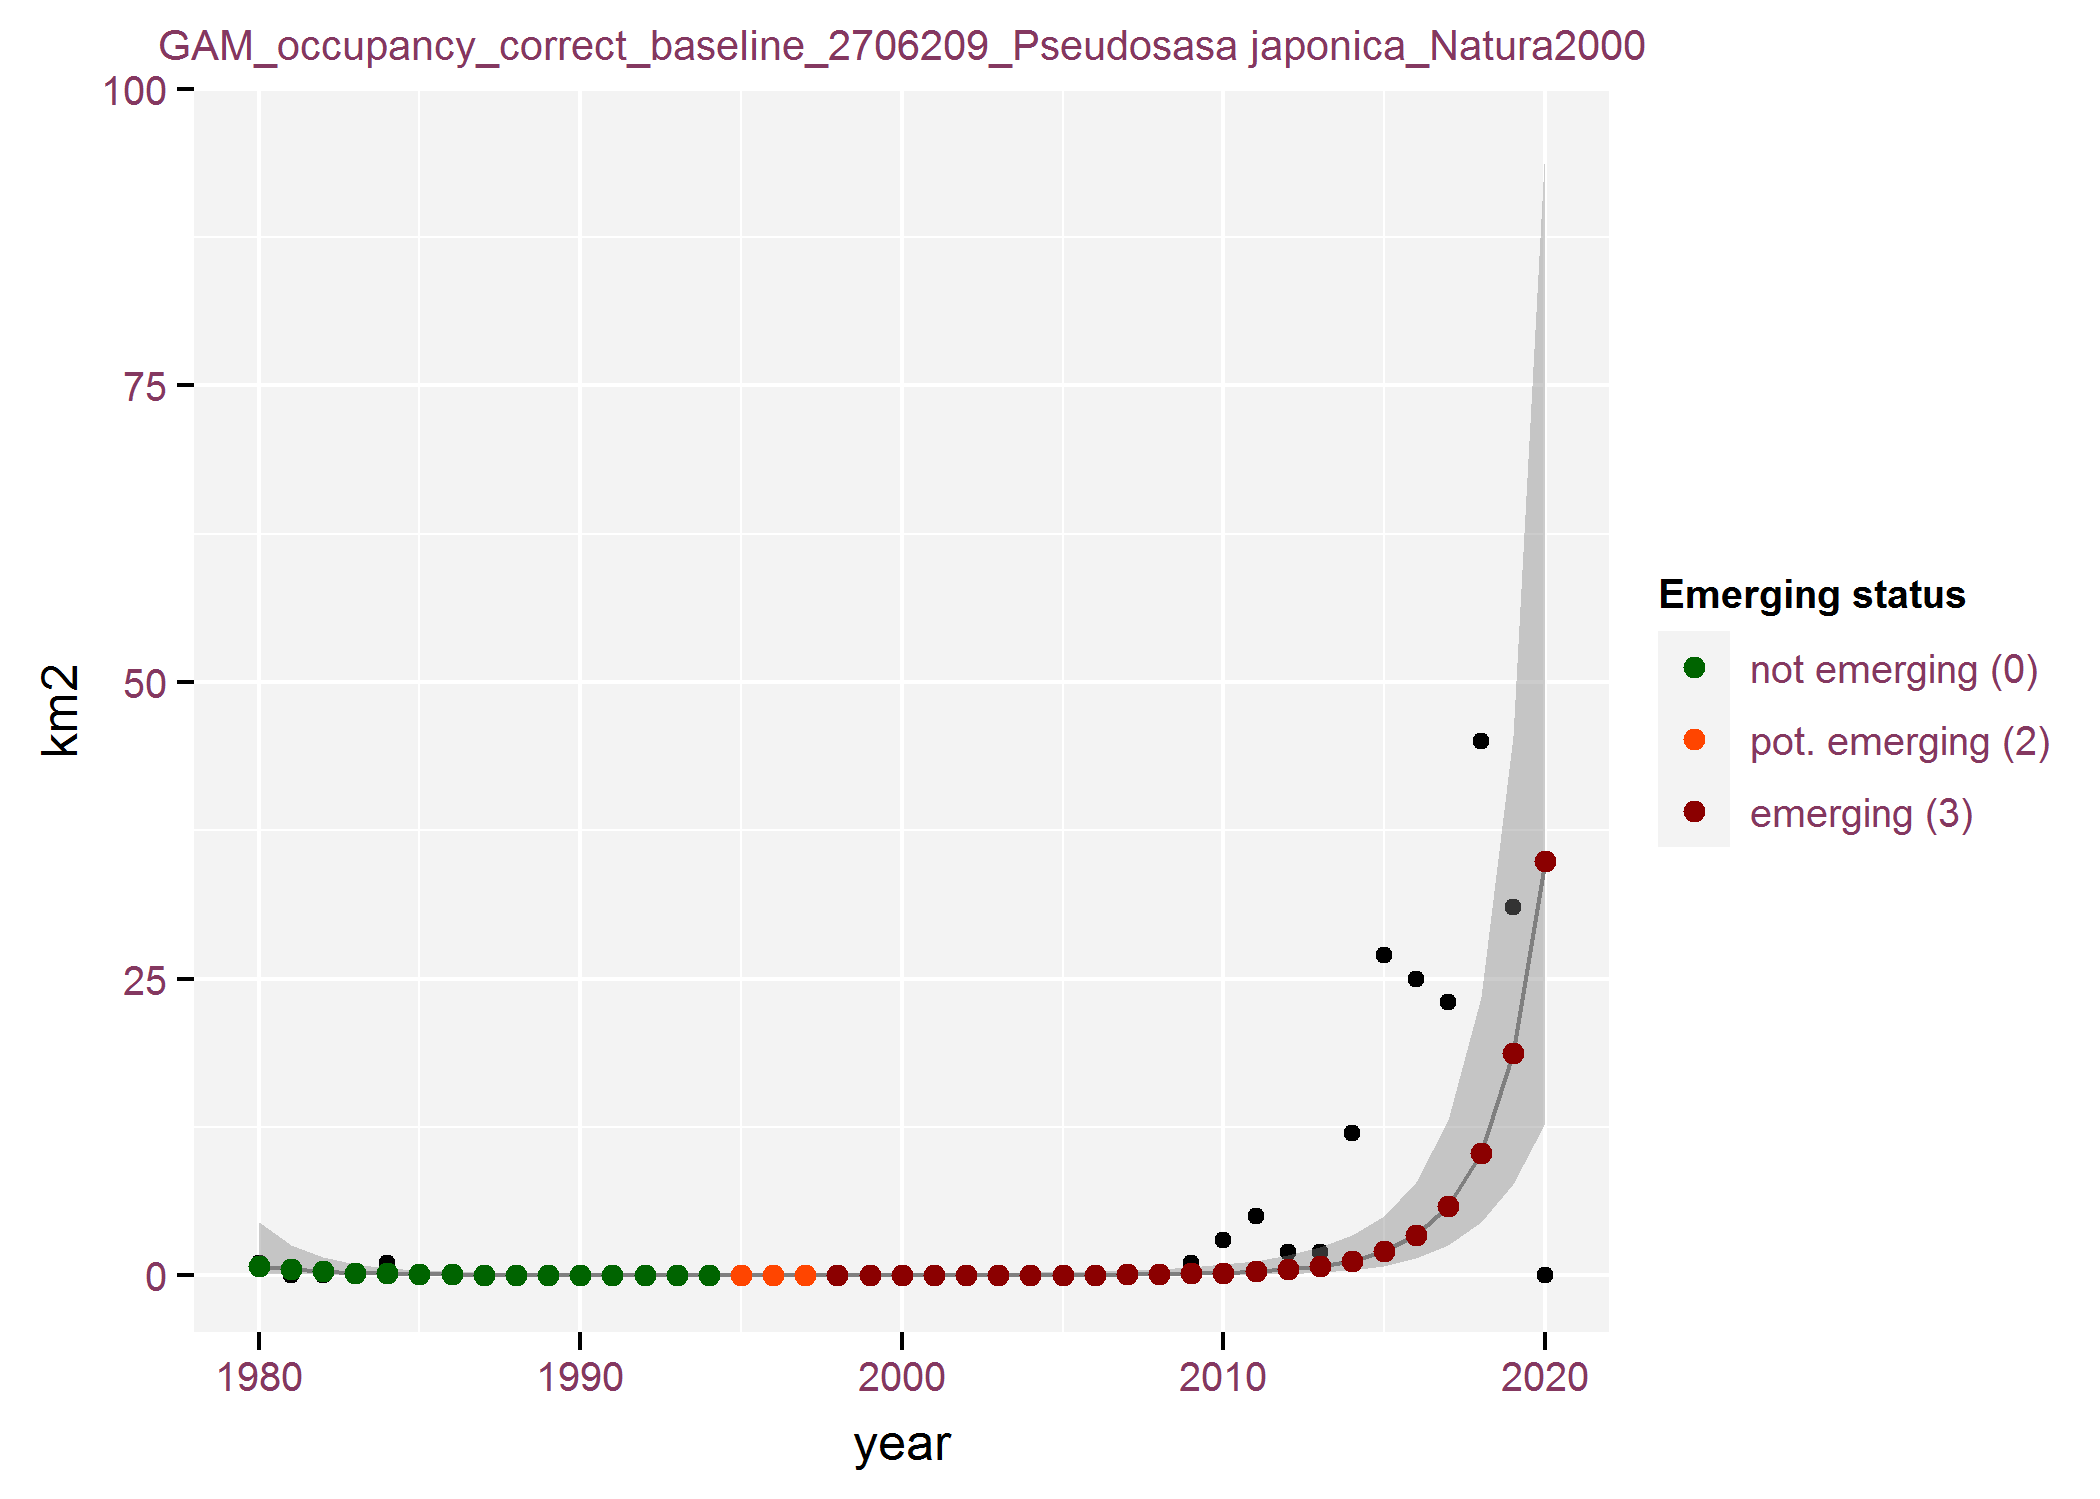 GAM_occupancy_correct_baseline_2706209_Pseudosasa japonica_Natura2000
100
75
50
25
0
km2
1980 1990 2000 2010 2020
year
Emerging status
not emerging (0)
pot. emerging (2)
emerging (3)